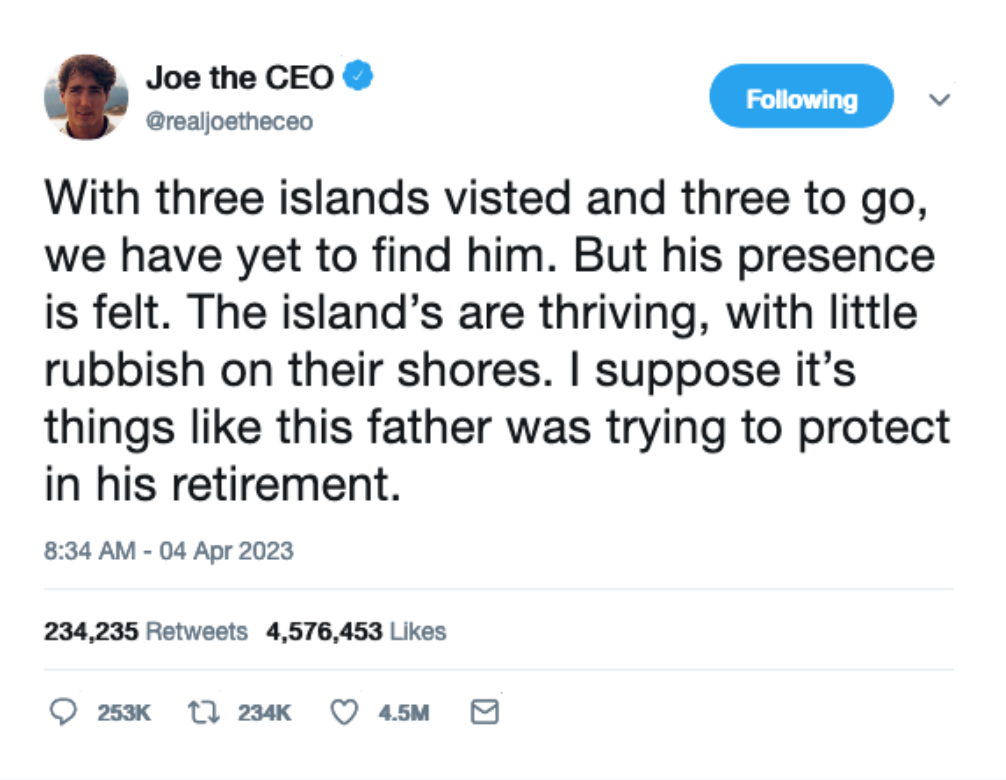 Joe the CEO
@realjoetheceo
Following
With three islands visted and three to go,
we have yet to find him. But his presence
is felt. The island’s are thriving, with little
rubbish on their shores. I suppose it’s
things like this father was trying to protect
in his retirement.
8:34 AM - 04 Apr 2023
234,235 Retweets 4,576,453 Likes
253K 234K 4.5M